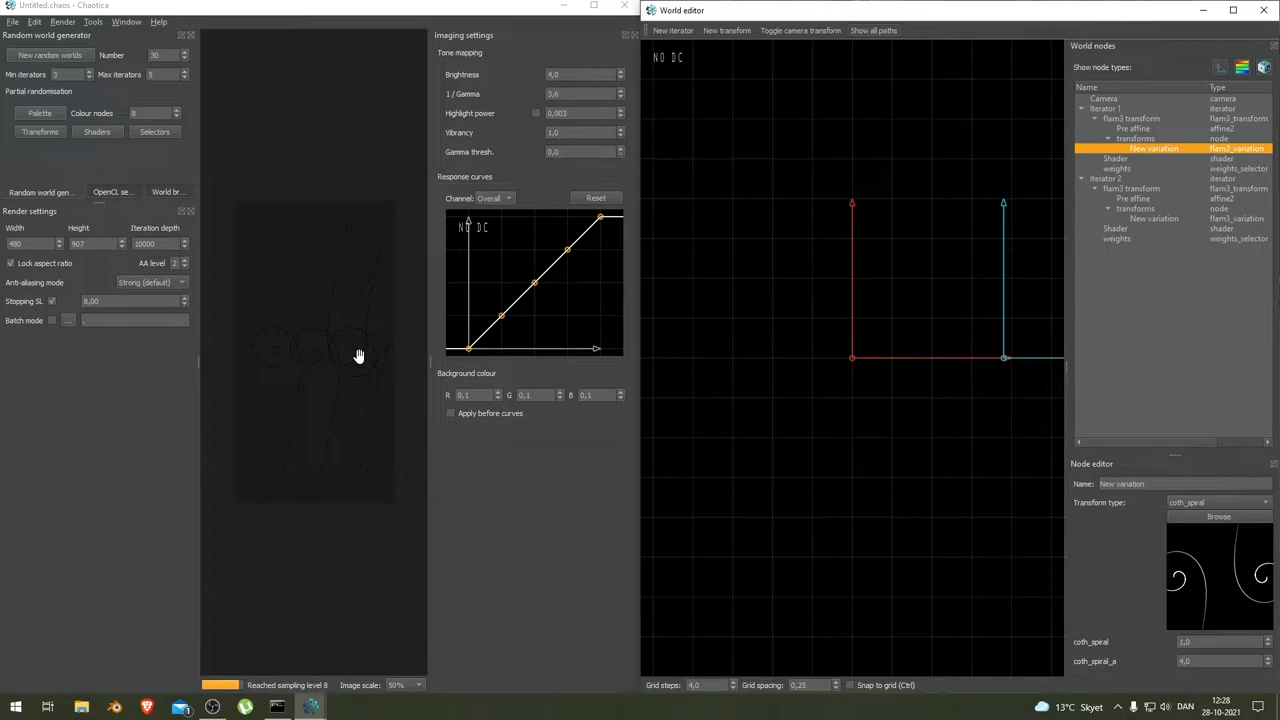 Untitled.chaos - Chaotica
File Edit Render Tools Window Help
Random world generator
New random worlds Number 30
Min iterators 3 Max iterators 5
Partial randomisation
Palette Colour nodes 8
Transforms Shaders Selectors
Random world gen... OpenCL se... World br...
Render settings
Width Height Iteration depth
480 907 10000
Lock aspect ratio AA level 2
Anti-aliasing mode Strong (default)
Stopping SL 8,00
Batch mode ... .
Reached sampling level 8 Image scale: 50%
Imaging settings
Tone mapping
Brightness 4,0
1 / Gamma 3,6
Highlight power 0,003
Vibrancy 1,0
Gamma thresh. 0,0
Response curves
Channel: Overall Reset
NO DC
Background colour
R 0,1 G 0,1 B 0,1
Apply before curves
World editor
New iterator New transform Toggle camera transform Show all paths
NO DC
Grid steps: 4,0 Grid spacing: 0,25 Snap to grid (Ctrl)
World nodes
Show node types:
Name Type
Camera camera
Iterator 1 iterator
flam3 transform flam3_transform
Pre affine affine2
transforms node
New variation flam3_variation
Shader shader
weights weights_selector
Iterator 2 iterator
flam3 transform flam3_transform
Pre affine affine2
transforms node
New variation flam3_variation
Shader shader
weights weights_selector
Node editor
Name: New variation
Transform type: coth_spiral
Browse
coth_spiral 1,0
coth_spiral_a 4,0
13°C Skyet DAN 12:28
28-10-2021